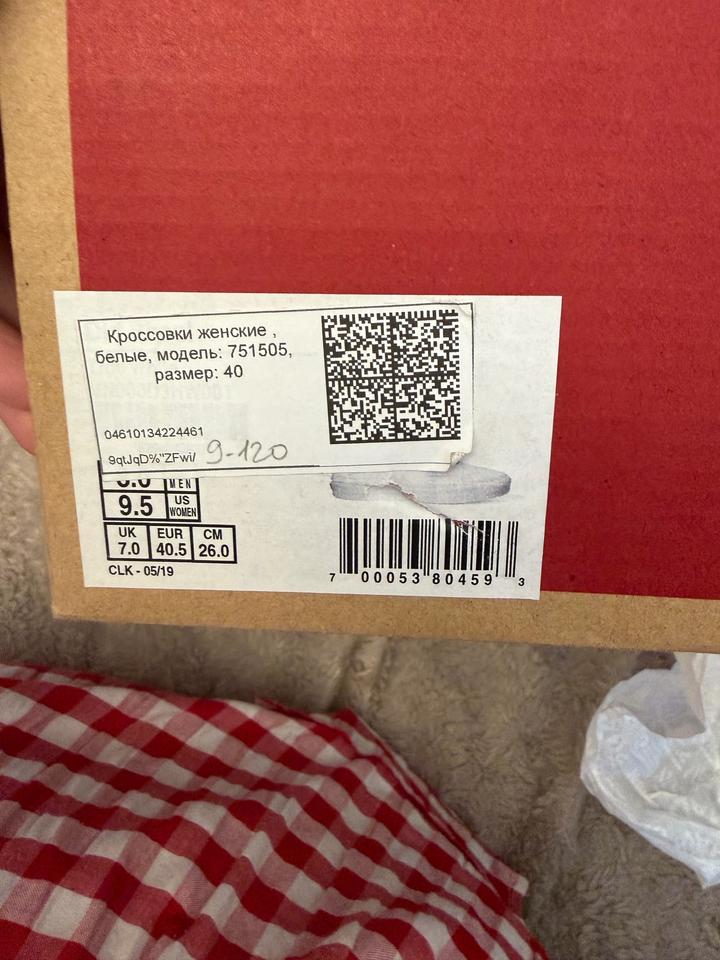 Кроссовки женские ,
белые, модель: 751505,
размер: 40
04610134224461
9qtJqD%"ZFwi/ 9-120
MEN
9.5 US WOMEN
UK 7.0 EUR 40.5 CM 26.0
CLK - 05/19
7 00053 80459 3